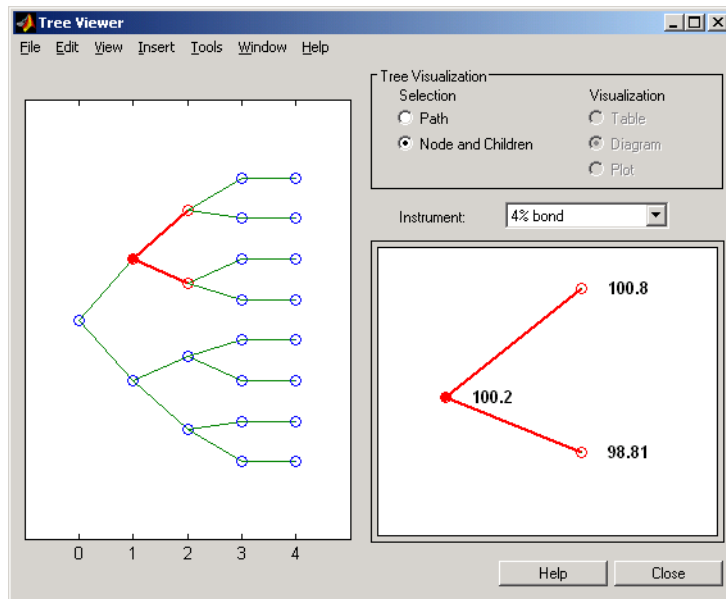 Tree Viewer
File Edit View Insert Tools Window Help
Tree Visualization
Selection
Path
Node and Children
Visualization
Table
Diagram
Plot
Instrument: 4% bond
100.8
100.2
98.81
0 1 2 3 4
Help Close